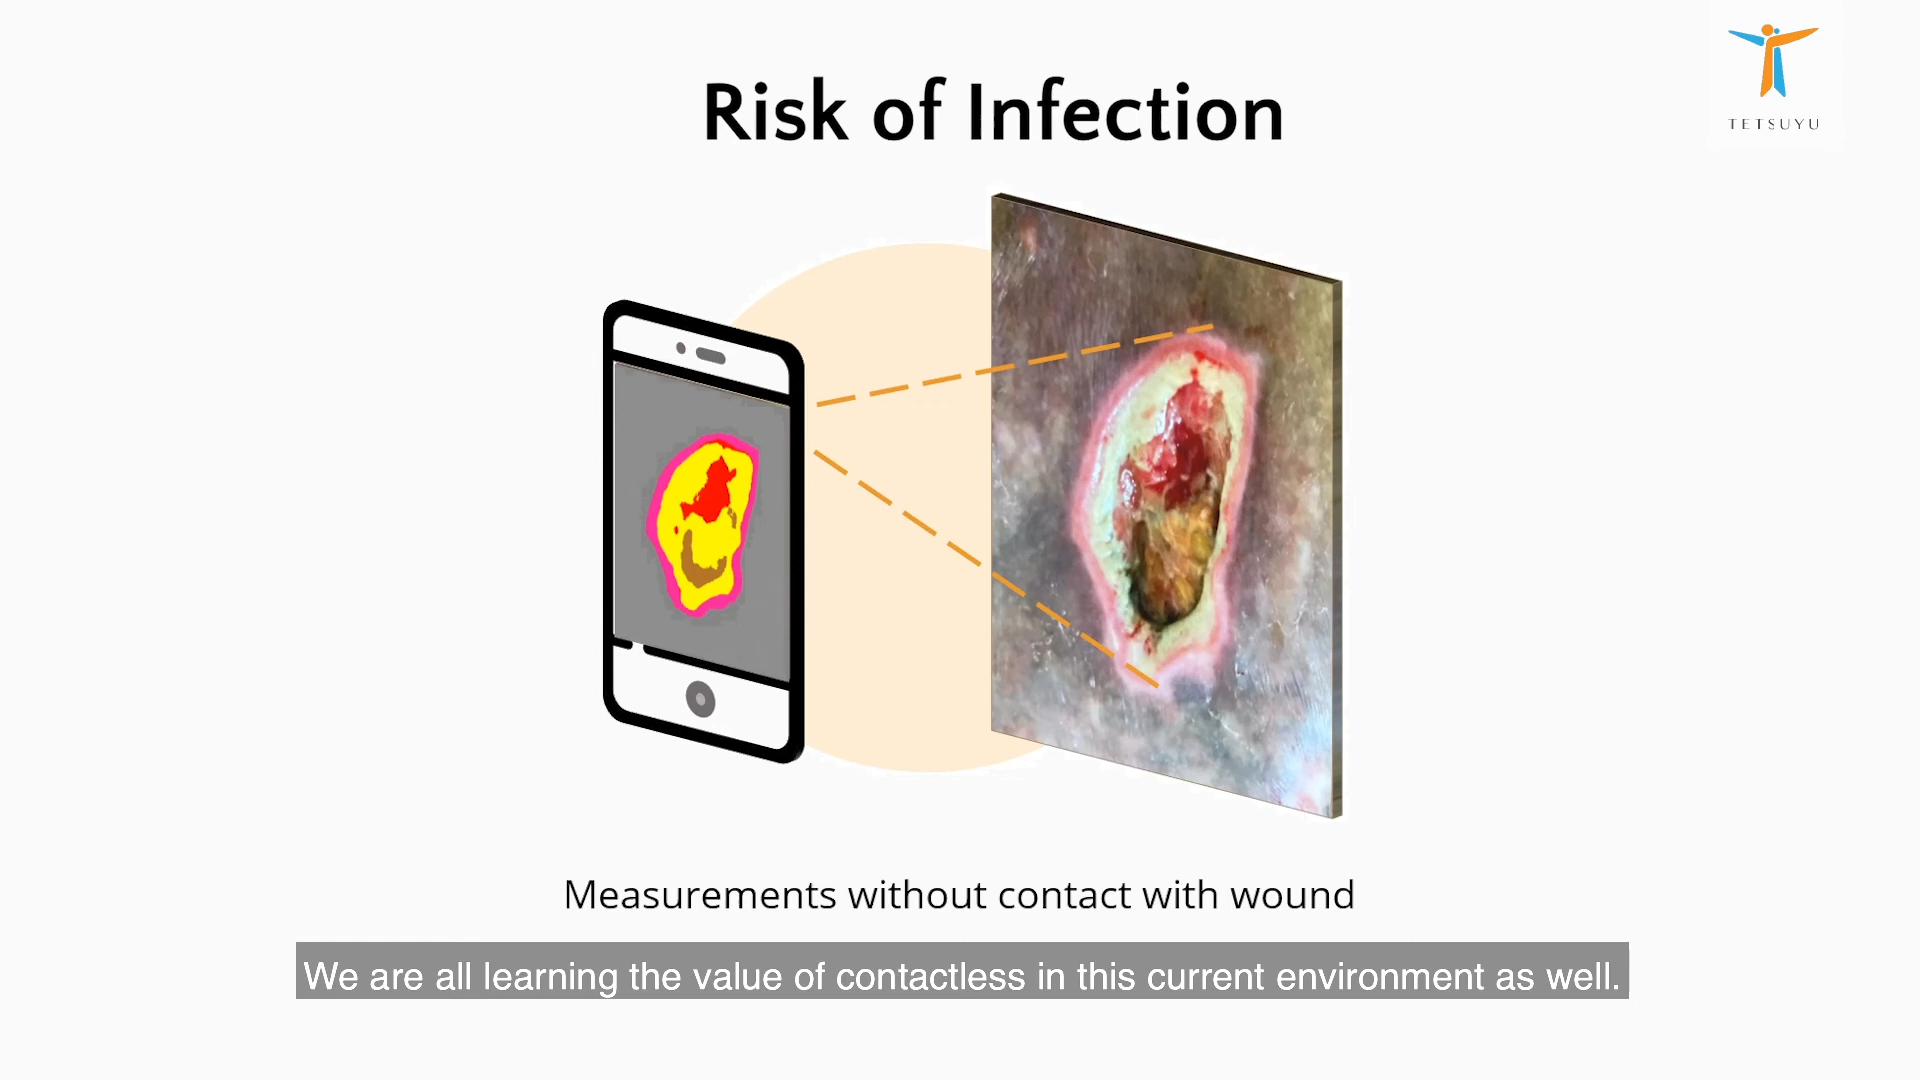 Risk of Infection
TETSUYU
Measurements without contact with wound
We are all learning the value of contactless in this current environment as well.